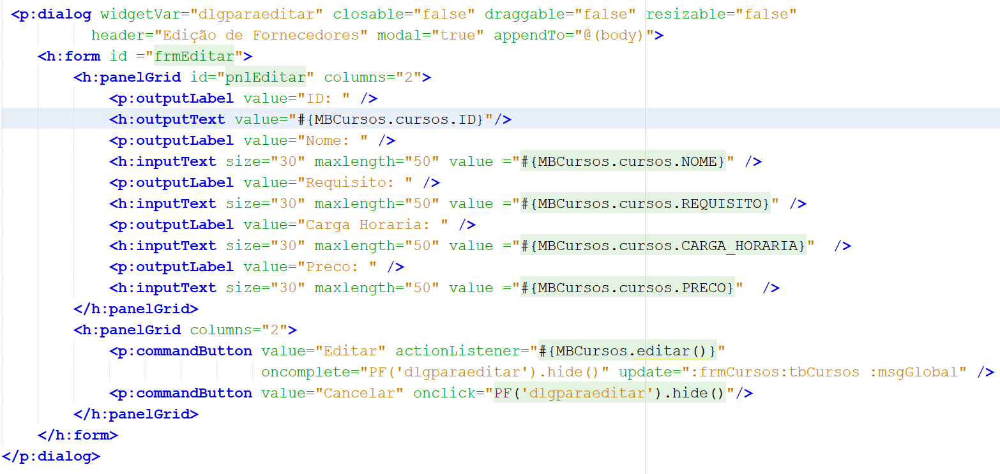 <p:dialog widgetVar="dlgparaeditar" closable="false" draggable="false" resizable="false"
header="Edição de Fornecedores" modal="true" appendTo="@(body)">
<h:form id ="frmEditar">
<h:panelGrid id="pnlEditar" columns="2">
<p:outputLabel value="ID: " />
<h:outputText value="#{MBCursos.cursos.ID}"/>
<p:outputLabel value="Nome: " />
<h:inputText size="30" maxlength="50" value ="#{MBCursos.cursos.NOME}" />
<p:outputLabel value="Requisito: " />
<h:inputText size="30" maxlength="50" value ="#{MBCursos.cursos.REQUISITO}" />
<p:outputLabel value="Carga Horaria: " />
<h:inputText size="30" maxlength="50" value ="#{MBCursos.cursos.CARGA_HORARIA}"  />
<p:outputLabel value="Preco: " />
<h:inputText size="30" maxlength="50" value ="#{MBCursos.cursos.PRECO}"  />
</h:panelGrid>
<h:panelGrid columns="2">
<p:commandButton value="Editar" actionListener="#{MBCursos.editar()}"
oncomplete="PF('dlgparaeditar').hide()" update=":frmCursos:tbCursos :msgGlobal" />
<p:commandButton value="Cancelar" onclick="PF('dlgparaeditar').hide()"/>
</h:panelGrid>
</h:form>
</p:dialog>